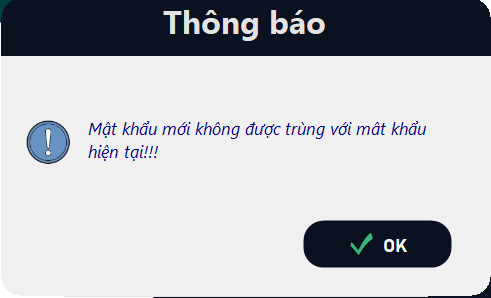 Thông báo
Mật khẩu mới không được trùng với mât khẩu
hiện tại!!!
OK